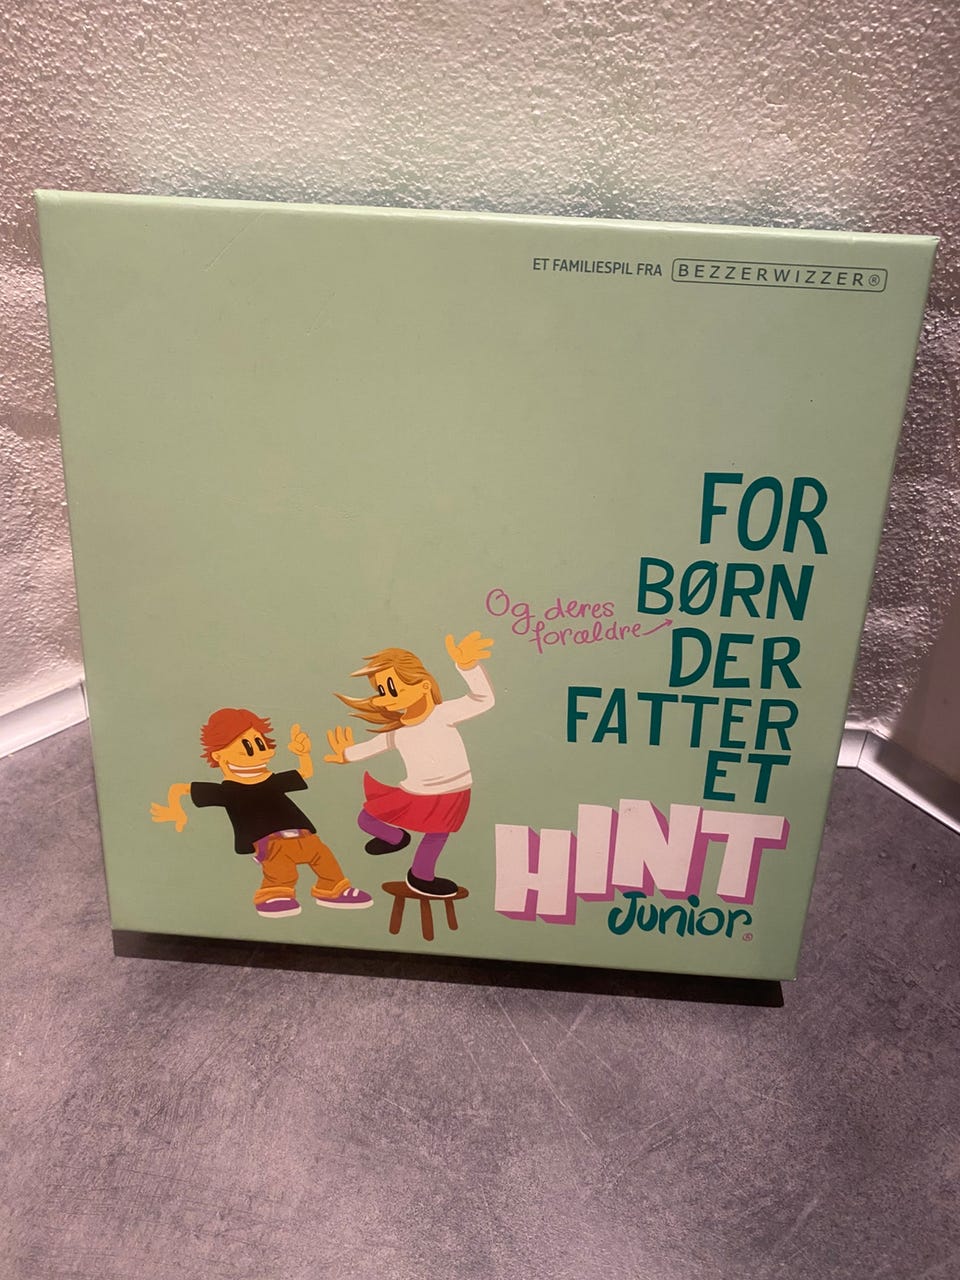 ET FAMILIESPIL FRA BEZZERWIZZER®
FOR
BØRN
Og deres
forældre
DER
FATTER
ET
HINT
Junior®